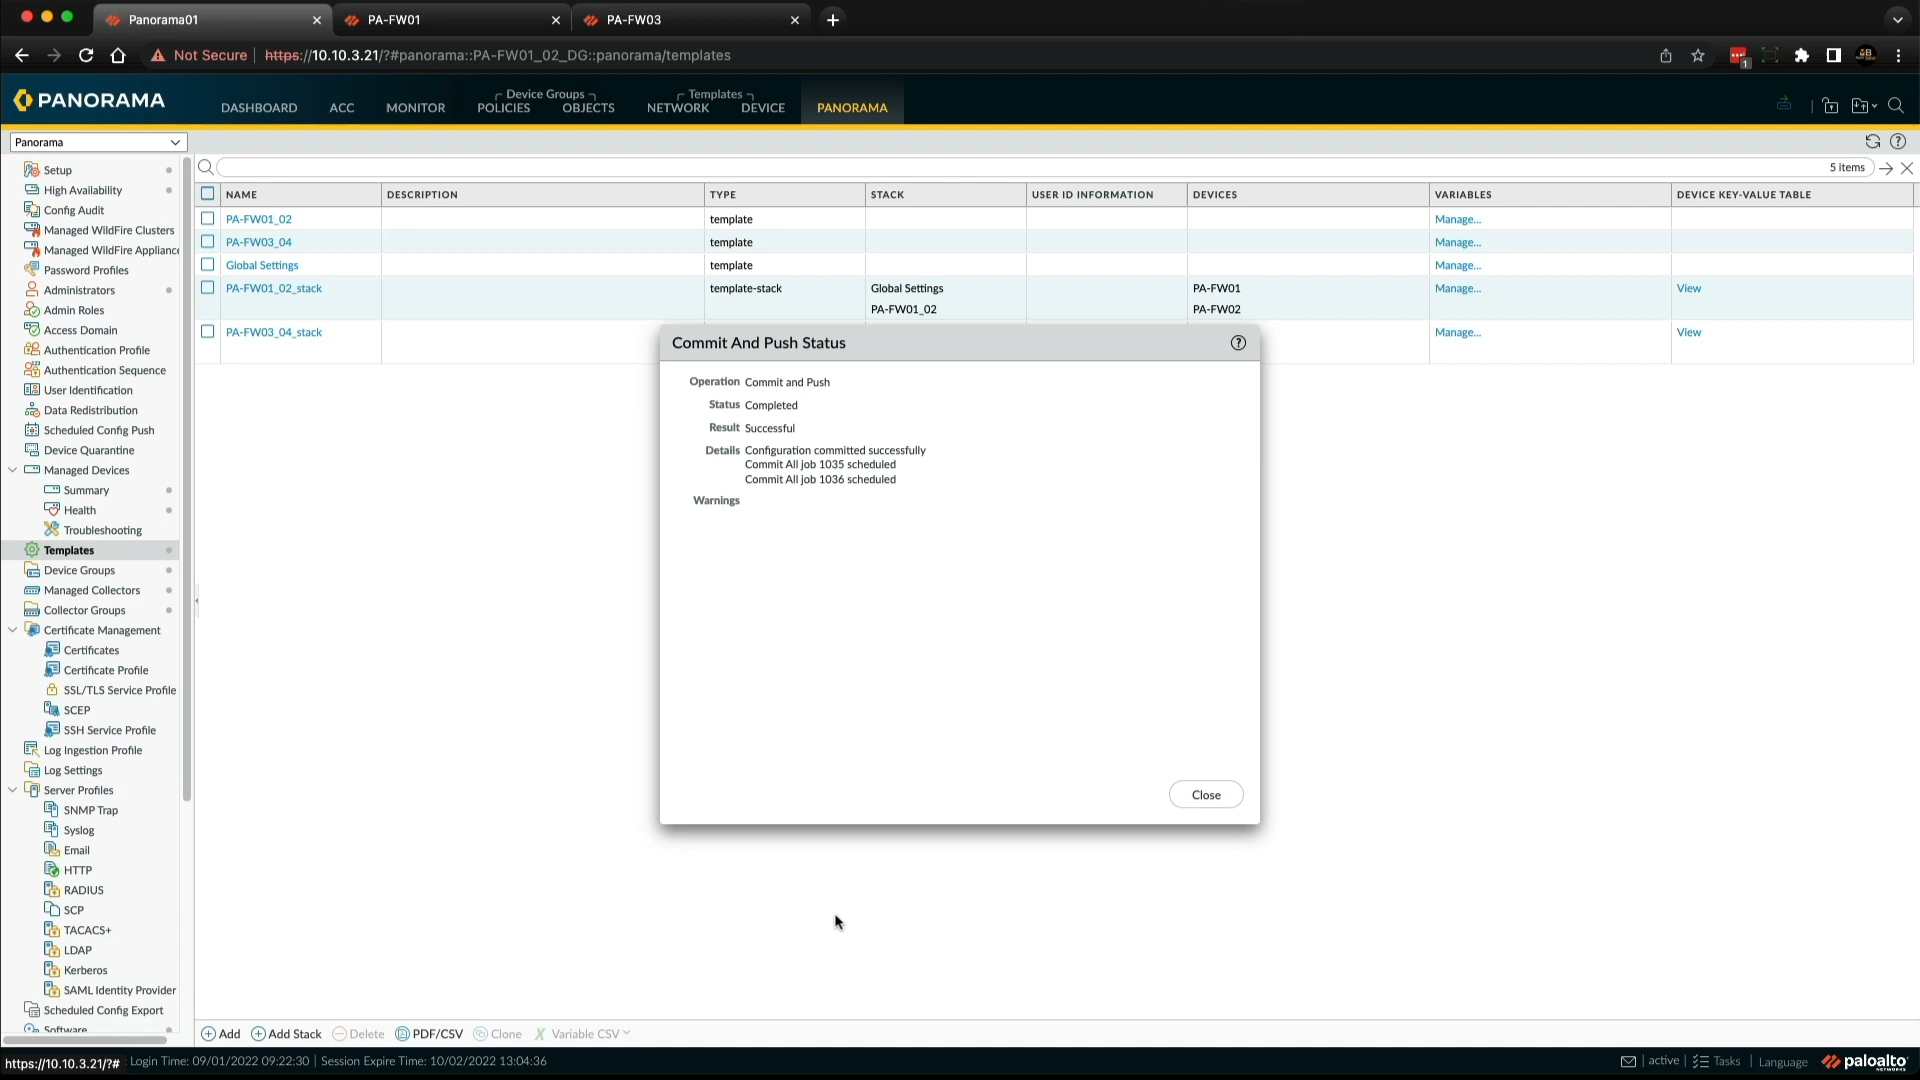 Panorama01
PA-FW01
PA-FW03
Not Secure
https://10.10.3.21/?#panorama::PA-FW01_02_DG::panorama/templates
1
PANORAMA
DASHBOARD
ACC
MONITOR
Device Groups
POLICIES
OBJECTS
Templates
NETWORK
DEVICE
PANORAMA
Panorama
Setup
High Availability
Config Audit
Managed WildFire Clusters
Managed WildFire Appliance
Password Profiles
Administrators
Admin Roles
Access Domain
Authentication Profile
Authentication Sequence
User Identification
Data Redistribution
Scheduled Config Push
Device Quarantine
Managed Devices
Summary
Health
Troubleshooting
Templates
Device Groups
Managed Collectors
Collector Groups
Certificate Management
Certificates
Certificate Profile
SSL/TLS Service Profile
SCEP
SSH Service Profile
Log Ingestion Profile
Log Settings
Server Profiles
SNMP Trap
Syslog
Email
HTTP
RADIUS
SCP
TACACS+
LDAP
Kerberos
SAML Identity Provider
Scheduled Config Export
Software
5 items
NAME DESCRIPTION TYPE STACK USER ID INFORMATION DEVICES VARIABLES DEVICE KEY-VALUE TABLE
PA-FW01_02 template Manage...
PA-FW03_04 template Manage...
Global Settings template Manage...
PA-FW01_02_stack template-stack Global Settings PA-FW01 Manage... View
PA-FW01_02 PA-FW02
PA-FW03_04_stack Manage... View
Commit And Push Status
Operation Commit and Push
Status Completed
Result Successful
Details Configuration committed successfully
Commit All job 1035 scheduled
Commit All job 1036 scheduled
Warnings
Close
Add
Add Stack
Delete
PDF/CSV
Clone
Variable CSV
https://10.10.3.21/?#
Login Time: 09/01/2022 09:22:30 | Session Expire Time: 10/02/2022 13:04:36
active
Tasks
Language
paloalto
NETWORKS